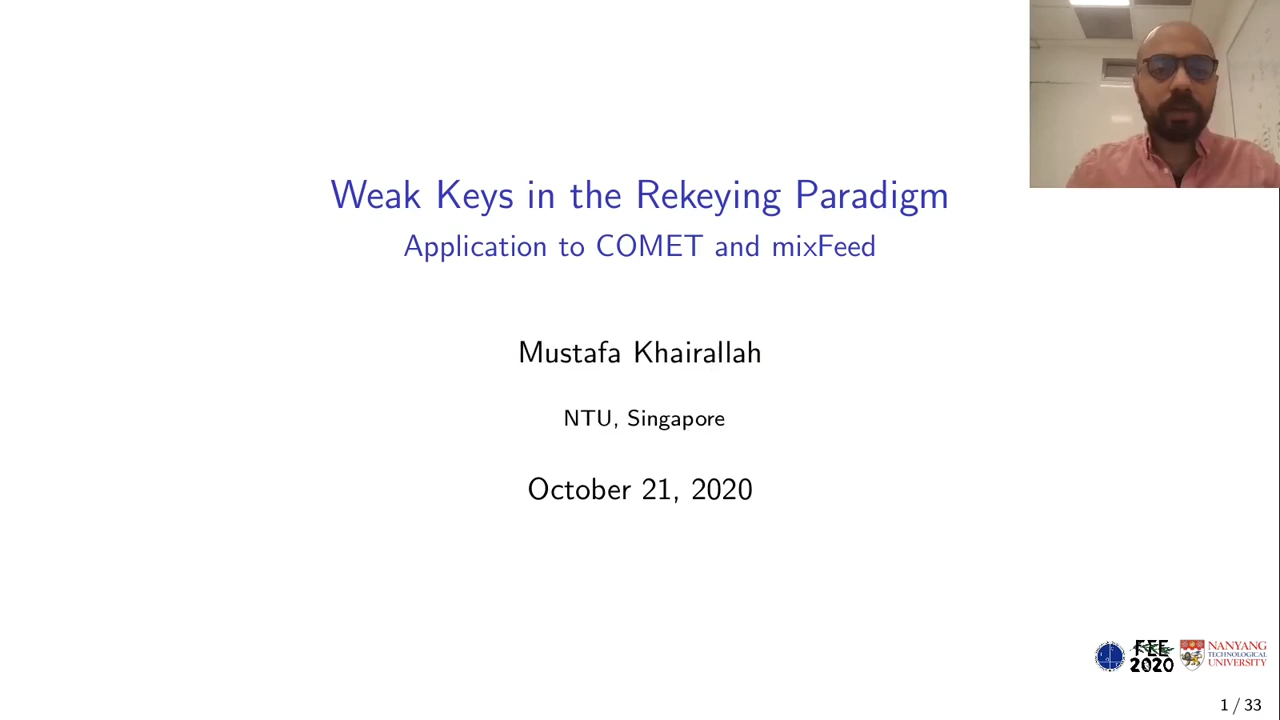 Weak Keys in the Rekeying Paradigm
Application to COMET and mixFeed
Mustafa Khairallah
NTU, Singapore
October 21, 2020
FEE
2020
NANYANG
TECHNOLOGICAL
UNIVERSITY
1 / 33